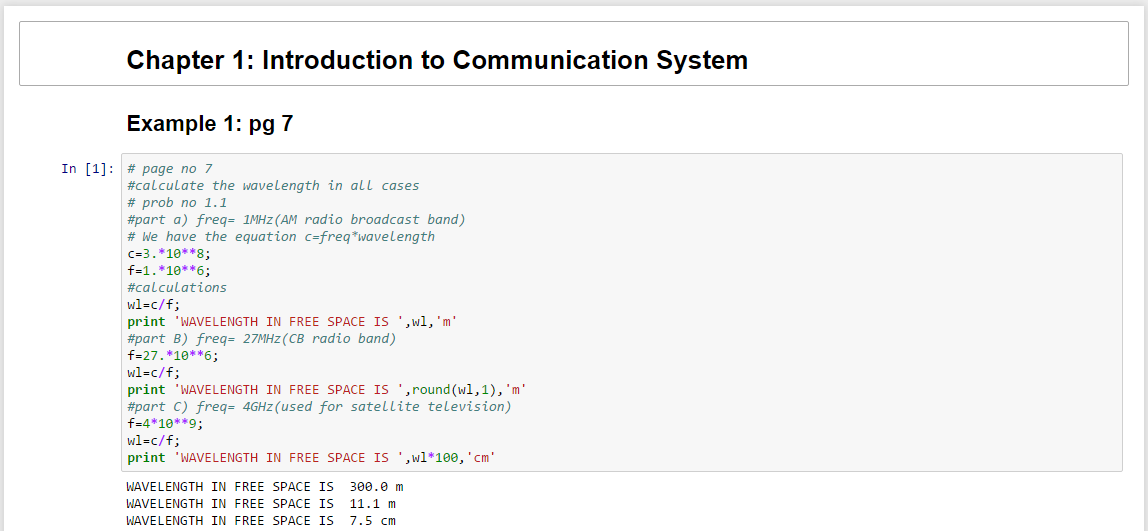 Chapter 1: Introduction to Communication System
Example 1: pg 7
In [1]: # page no 7
#calculate the wavelength in all cases
# prob no 1.1
#part a) freq= 1MHz(AM radio broadcast band)
# We have the equation c=freq*wavelength
c=3.*10**8;
f=1.*10**6;
#calculations
wl=c/f;
print 'WAVELENGTH IN FREE SPACE IS ',wl,'m'
#part B) freq= 27MHz(CB radio band)
f=27.*10**6;
wl=c/f;
print 'WAVELENGTH IN FREE SPACE IS ',round(wl,1),'m'
#part C) freq= 4GHz(used for satellite television)
f=4*10**9;
wl=c/f;
print 'WAVELENGTH IN FREE SPACE IS ',wl*100,'cm'
WAVELENGTH IN FREE SPACE IS  300.0 m
WAVELENGTH IN FREE SPACE IS  11.1 m
WAVELENGTH IN FREE SPACE IS  7.5 cm